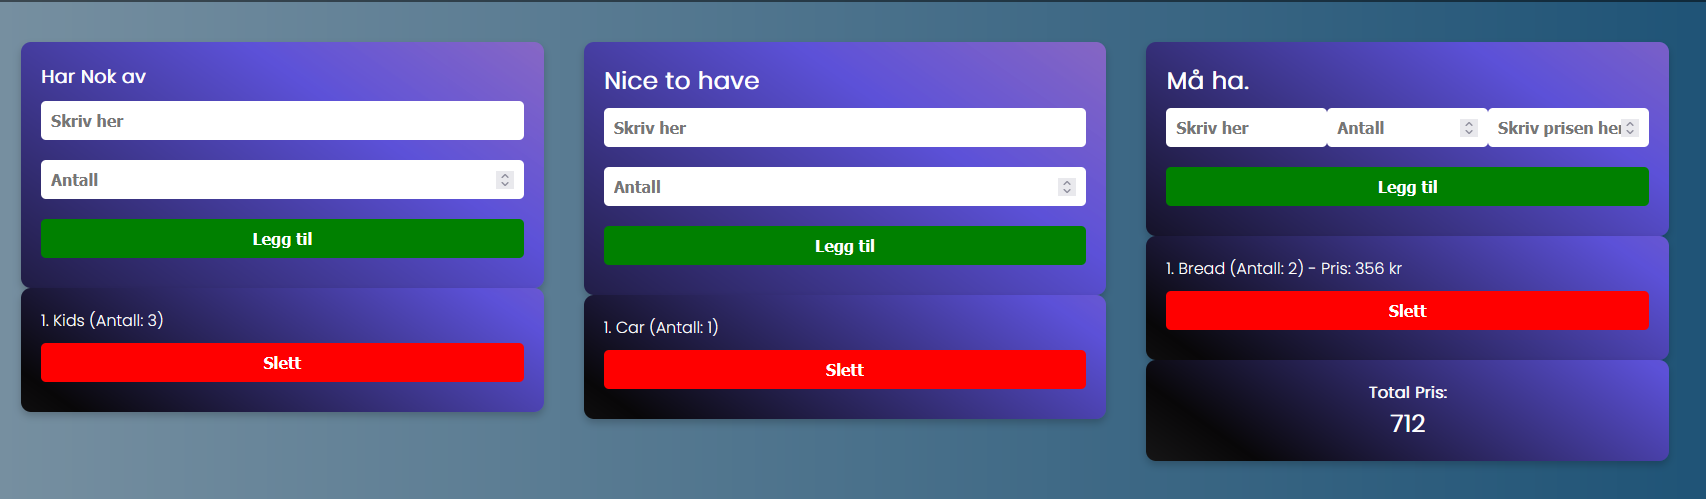 Har Nok av
Skriv her
Antall
Legg til
1. Kids (Antall: 3)
Slett
Nice to have
Skriv her
Antall
Legg til
1. Car (Antall: 1)
Slett
Må ha.
Skriv her Antall Skriv prisen her
Legg til
1. Bread (Antall: 2) - Pris: 356 kr
Slett
Total Pris:
712